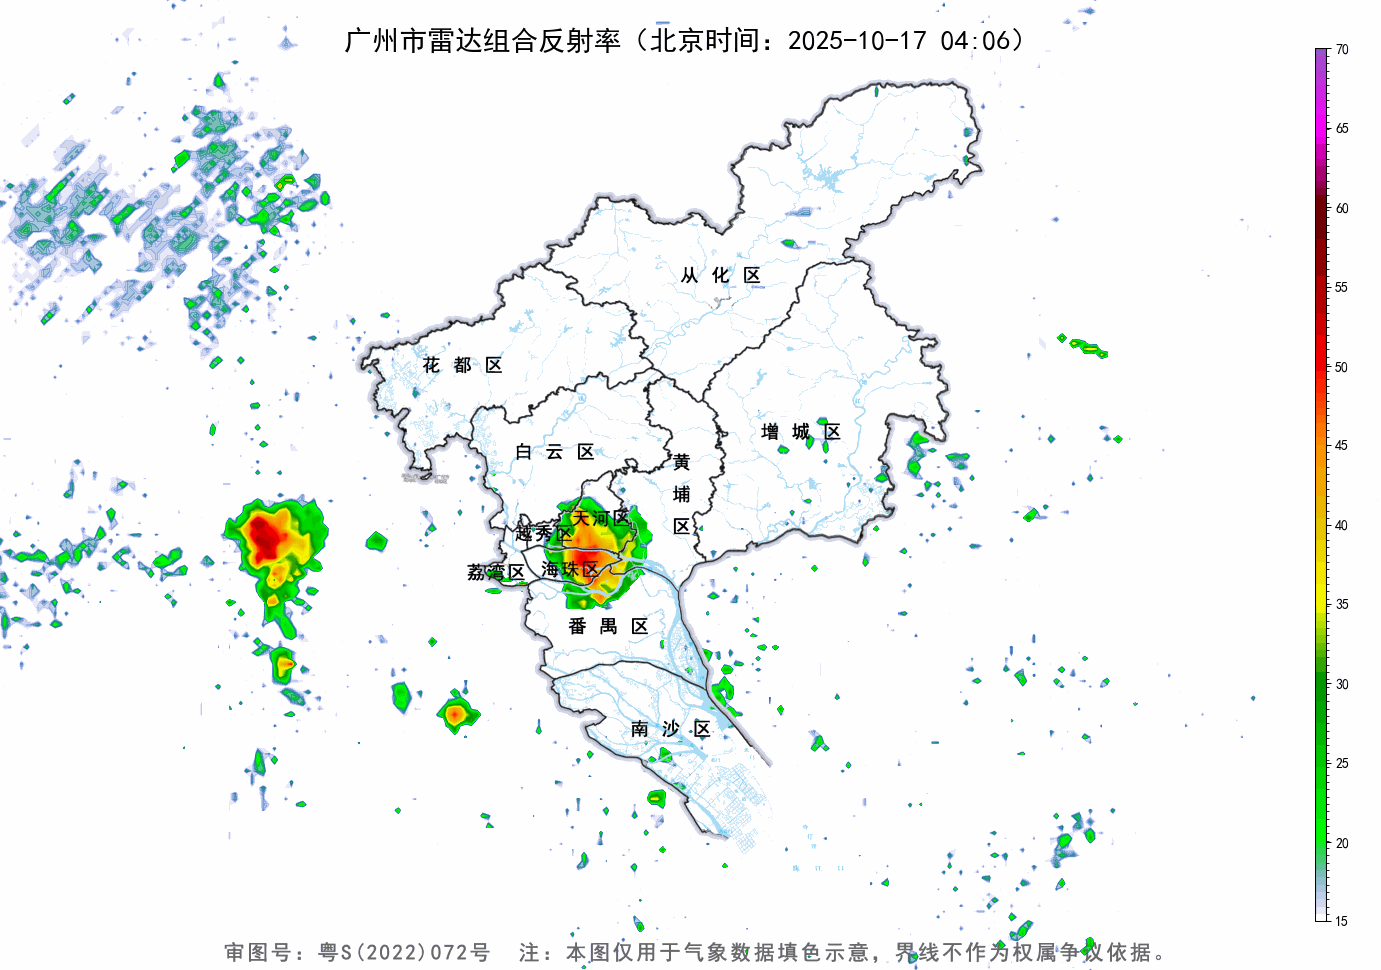 广州市雷达组合反射率（北京时间：2025-10-17 04:06）
70
65
60
55
50
45
40
35
30
25
20
15
从化区
花都区
增城区
白云区
黄埔区
天河区
越秀区
海珠区
荔湾区
番禺区
南沙区
审图号：粤S(2022)072号 注：本图仅用于气象数据填色示意，界线不作为权属争议依据。